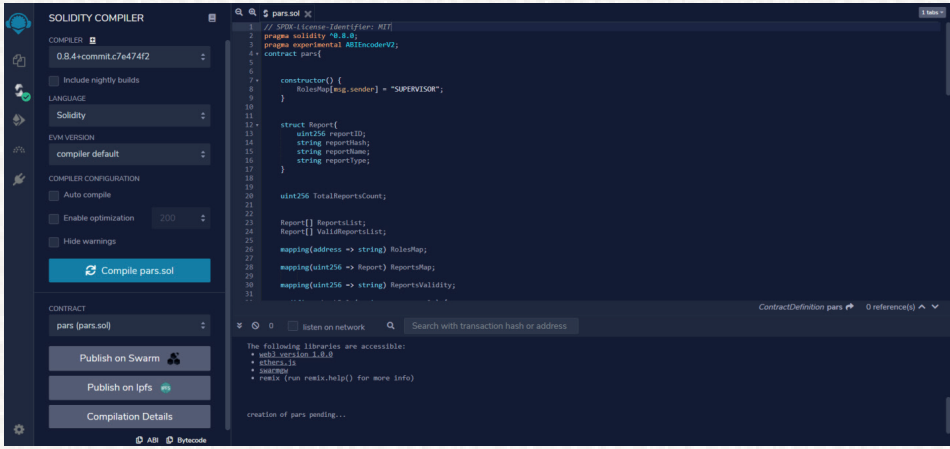 SOLIDITY COMPILER
COMPILER
0.8.4+commit.c7e474f2
Include nightly builds
LANGUAGE
Solidity
EVM VERSION
compiler default
COMPILER CONFIGURATION
Auto compile
Enable optimization 200
Hide warnings
Compile pars.sol
CONTRACT
pars (pars.sol)
Publish on Swarm
Publish on Ipfs
Compilation Details
ABI Bytecode
pars.sol
1 tabs
1 // SPDX-License-Identifier: MIT
2 pragma solidity ^0.8.0;
3 pragma experimental ABIEncoderV2;
4 contract pars{
5
6
7 constructor() {
8 RolesMap[msg.sender] = "SUPERVISOR";
9 }
10
11
12 struct Report{
13 uint256 reportID;
14 string reportHash;
15 string reportName;
16 string reportType;
17 }
18
19
20 uint256 TotalReportsCount;
21
22
23 Report[] ReportsList;
24 Report[] ValidReportsList;
25
26 mapping(address => string) RolesMap;
27
28 mapping(uint256 => Report) ReportsMap;
29
30 mapping(uint256 => string) ReportsValidity;
31
ContractDefinition pars 0 reference(s)
0 listen on network Search with transaction hash or address
The following libraries are accessible:
• web3 version 1.0.0
• ethers.js
• swarmgw
• remix (run remix.help() for more info)
creation of pars pending...